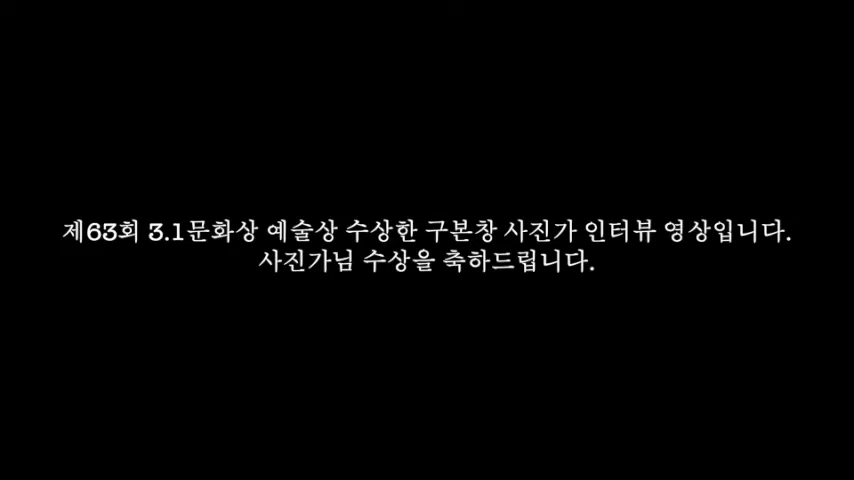 제63회 3.1문화상 예술상 수상한 구본창 사진가 인터뷰 영상입니다.
사진가님 수상을 축하드립니다.